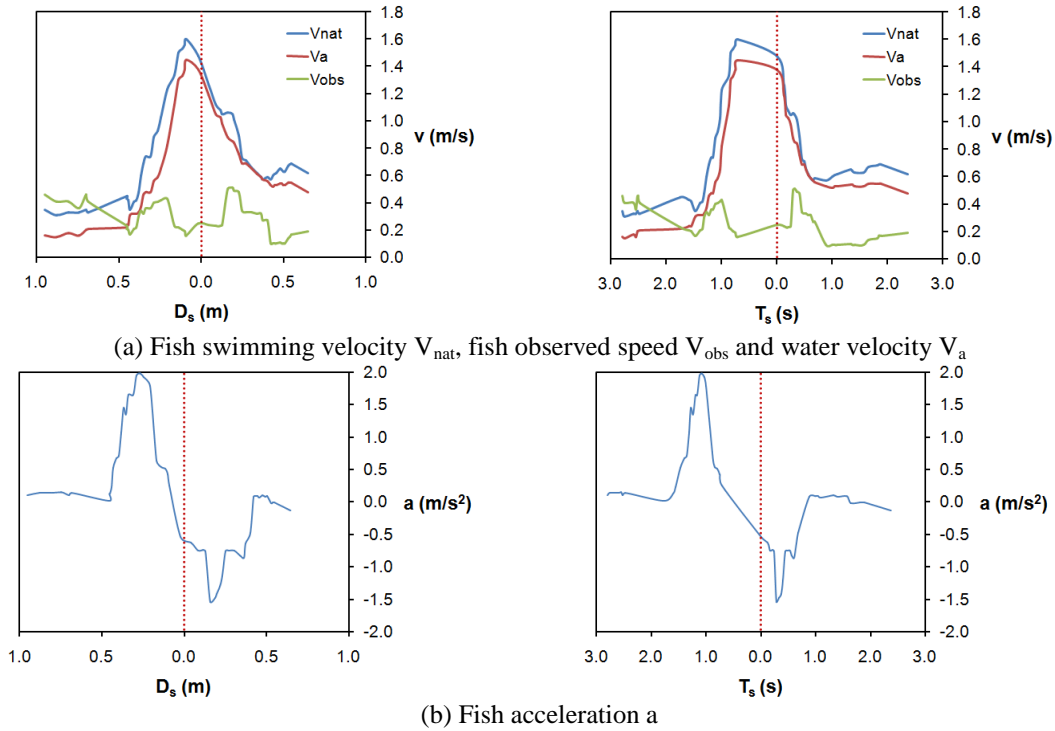 1.8
1.6
1.4
1.2
1.0
0.8
0.6
0.4
0.2
0.0
v (m/s)
Vnat
Va
Vobs
1.0 0.5 0.0 0.5 1.0
D_s (m)
1.8
1.6
1.4
1.2
1.0
0.8
0.6
0.4
0.2
0.0
v (m/s)
Vnat
Va
Vobs
3.0 2.0 1.0 0.0 1.0 2.0 3.0
T_s (s)
(a) Fish swimming velocity V_nat, fish observed speed V_obs and water velocity V_a
2.0
1.5
1.0
0.5
0.0
-0.5
-1.0
-1.5
-2.0
a (m/s²)
1.0 0.5 0.0 0.5 1.0
D_s (m)
2.0
1.5
1.0
0.5
0.0
-0.5
-1.0
-1.5
-2.0
a (m/s²)
3.0 2.0 1.0 0.0 1.0 2.0 3.0
T_s (s)
(b) Fish acceleration a